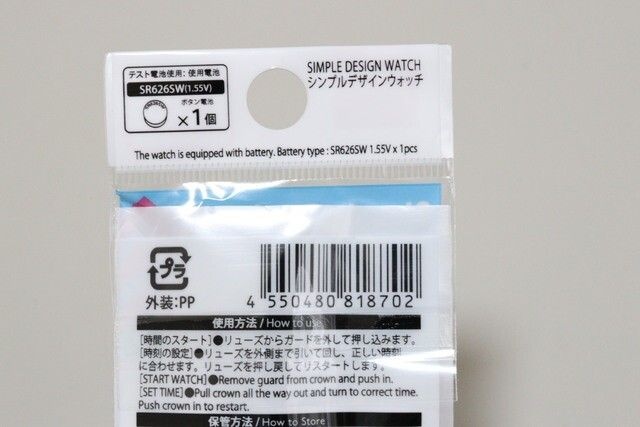 テスト電池使用: 使用電池
SR626SW(1.55V)
ボタン電池
×1個
SIMPLE DESIGN WATCH
シンプルデザインウォッチ
The watch is equipped with battery. Battery type : SR626SW 1.55V x 1pcs
プラ
外装:PP
4 550480 818702
使用方法 / How to use
[時間のスタート]●リューズからガードを外して押し込みます。
[時刻の設定]●リューズを外側まで引いて回し、正しい時刻
に合わせます。リューズを押し戻してリスタートします。
[START WATCH]●Remove guard from crown and push in.
[SET TIME]●Pull crown all the way out and turn to correct time.
Push crown in to restart.
保管方法 / How to Store